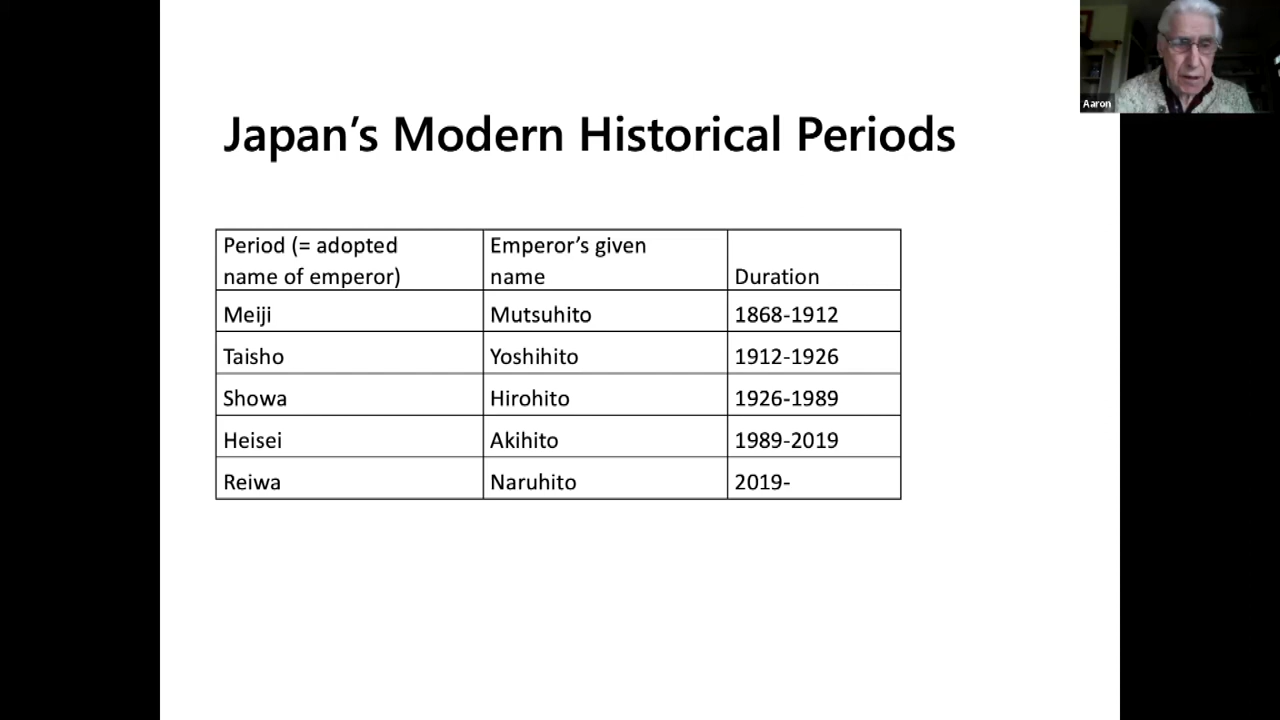 Aaron
Japan's Modern Historical Periods
Period (= adopted name of emperor) Emperor's given name Duration
Meiji Mutsuhito 1868-1912
Taisho Yoshihito 1912-1926
Showa Hirohito 1926-1989
Heisei Akihito 1989-2019
Reiwa Naruhito 2019-